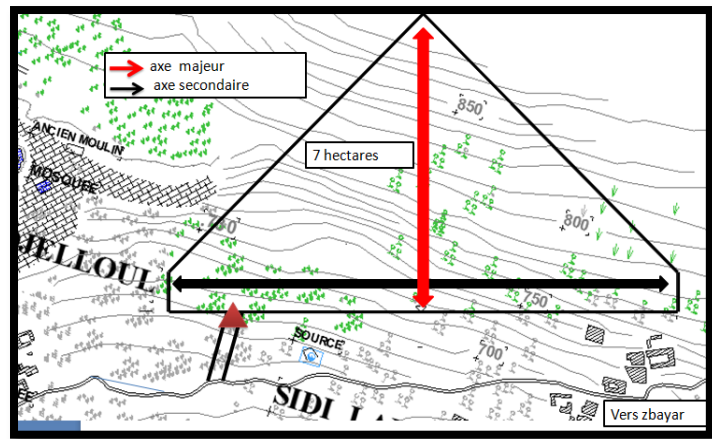 axe majeur
axe secondaire
850
ANCIEN MOULIN
7 hectares
MOSQUEE
750
800
JELLOUL
750
SOURCE
700
SIDI LA
Vers zbayar